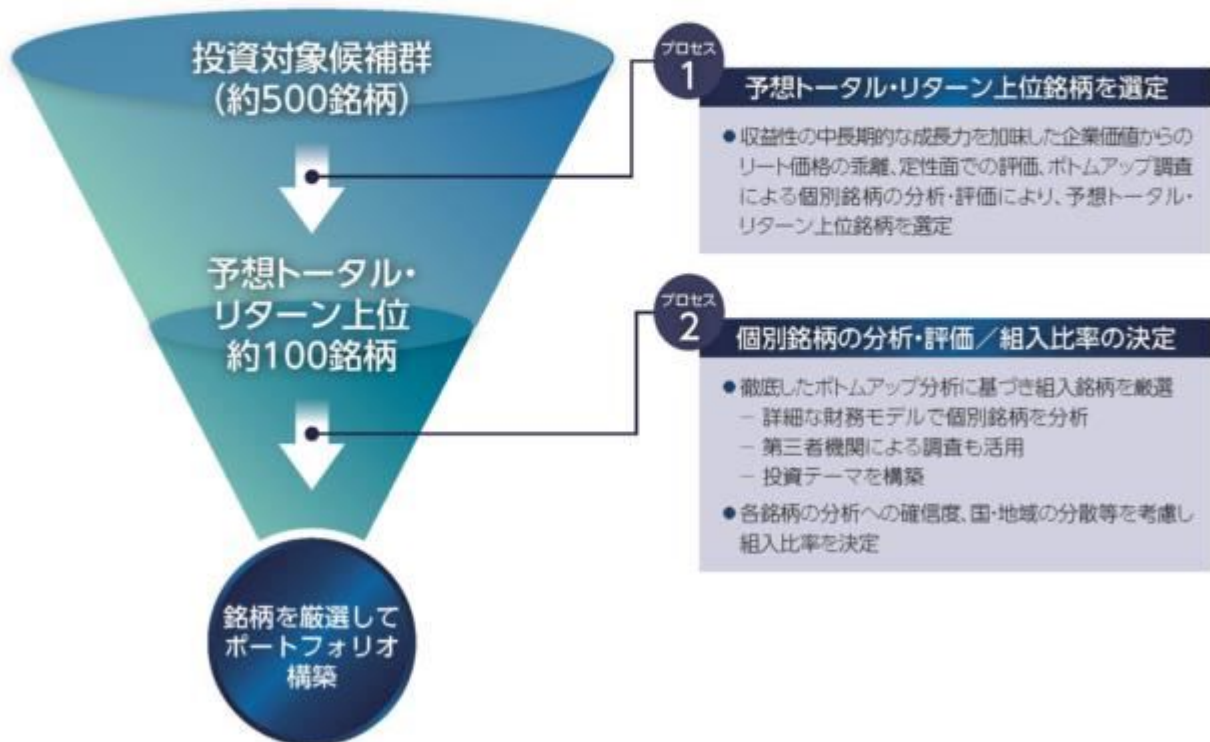 投資対象候補群
(約500銘柄)
予想トータル・
リターン上位
約100銘柄
銘柄を厳選して
ポートフォリオ
構築
プロセス
1
予想トータル・リターン上位銘柄を選定
●収益性の中長期的な成長力を加味した企業価値からの
リート価格の乖離、定性面での評価、ボトムアップ調査
による個別銘柄の分析・評価により、予想トータル・
リターン上位銘柄を選定
プロセス
2
個別銘柄の分析・評価／組入比率の決定
●徹底したボトムアップ分析に基づき組入銘柄を厳選
－ 詳細な財務モデルで個別銘柄を分析
－ 第三者機関による調査も活用
－ 投資テーマを構築
●各銘柄の分析への確信度、国・地域の分散等を考慮し
組入比率を決定